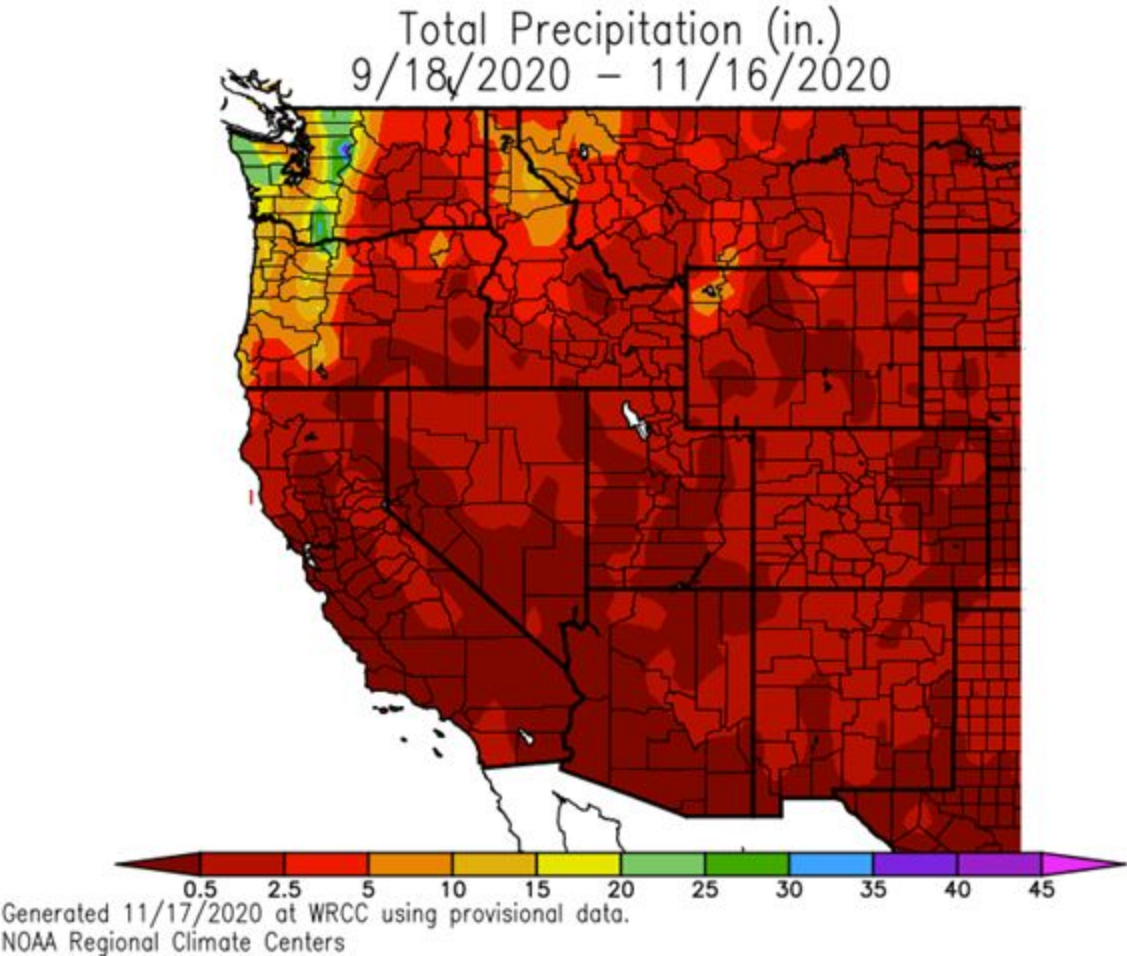 Total Precipitation (in.)
9/18/2020 – 11/16/2020
0.5 2.5 5 10 15 20 25 30 35 40 45
Generated 11/17/2020 at WRCC using provisional data.
NOAA Regional Climate Centers